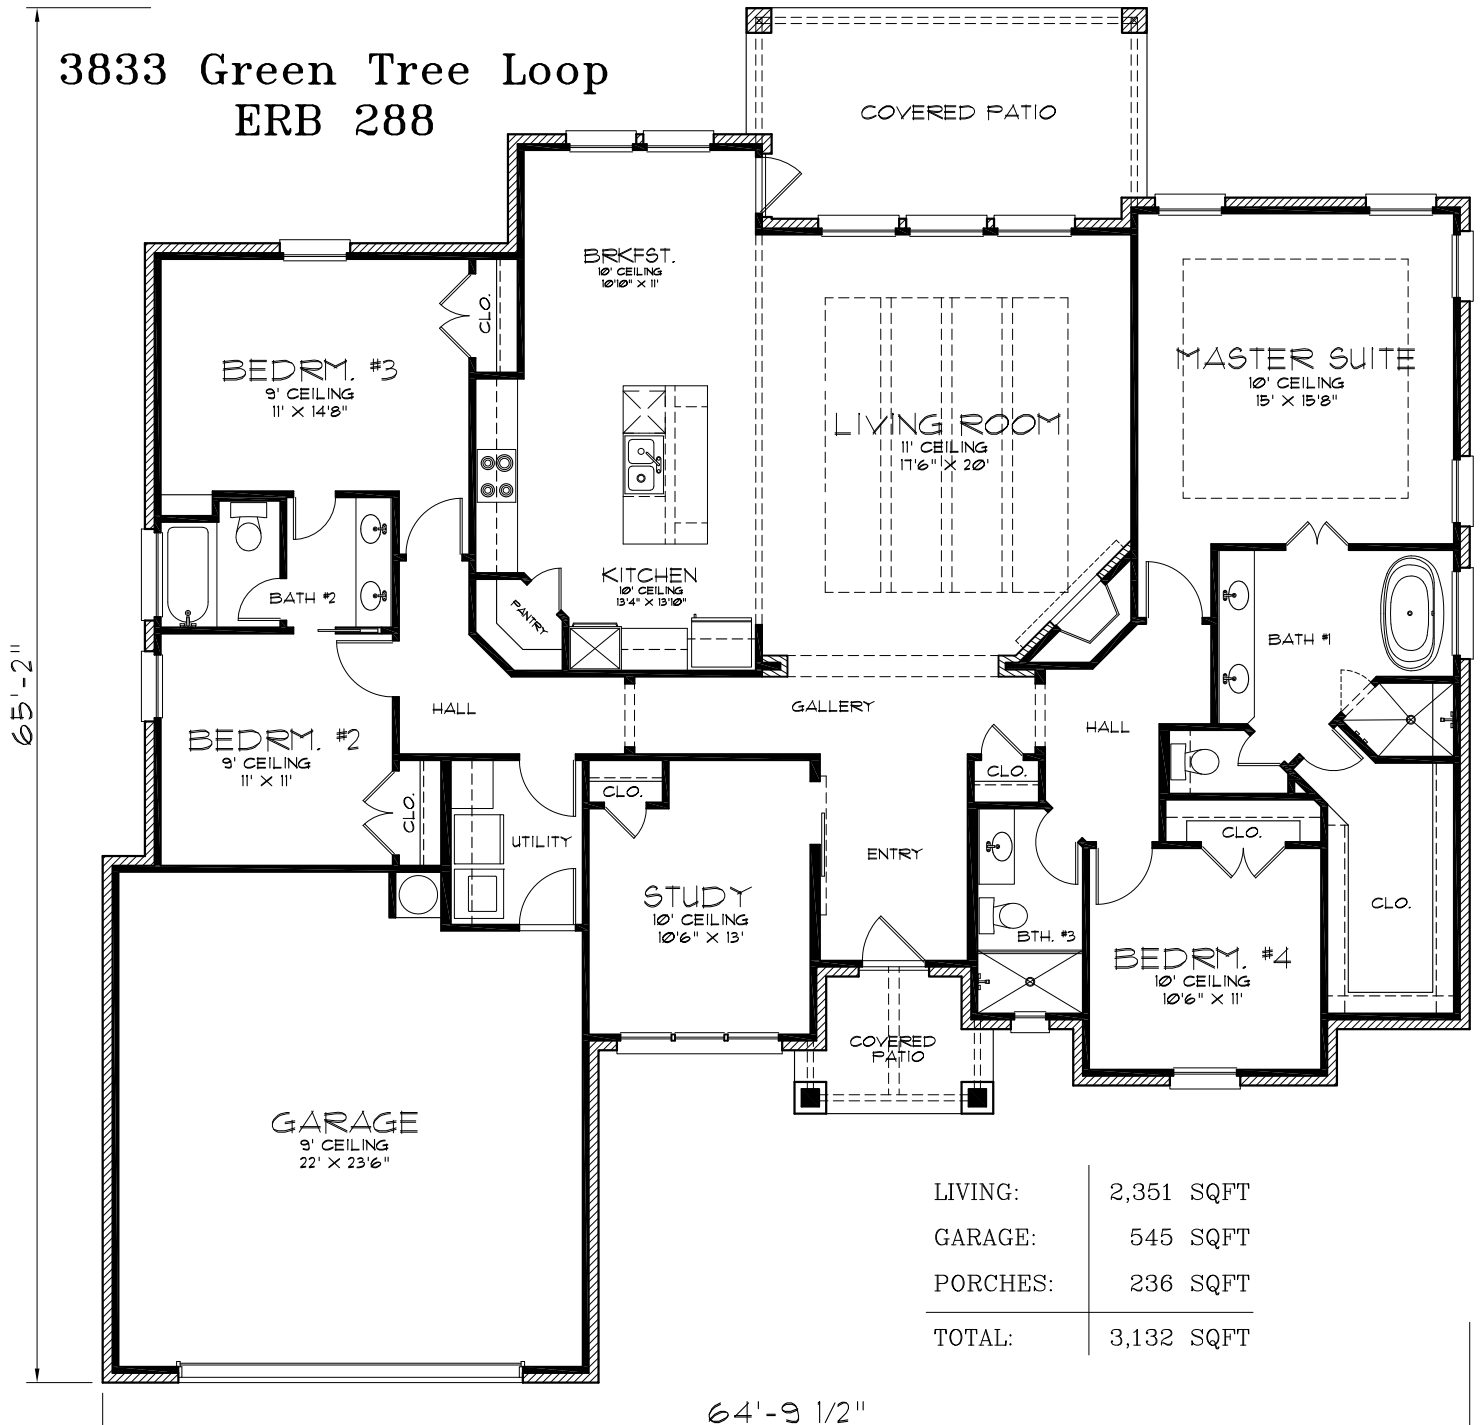 3833 Green Tree Loop
ERB 288
COVERED PATIO
BRKFST.
10' CEILING
10'10" X 11'
CLO.
BEDRM. #3
9' CEILING
11' X 14'8"
MASTER SUITE
10' CEILING
15' X 15'8"
LIVING ROOM
11' CEILING
17'6" X 20'
KITCHEN
10' CEILING
13'4" X 13'10"
PANTRY
BATH #2
BATH #1
65'-2"
HALL
GALLERY
HALL
BEDRM. #2
9' CEILING
11' X 11'
CLO.
CLO.
CLO.
UTILITY
CLO.
ENTRY
STUDY
10' CEILING
10'6" X 13'
CLO.
BTH. #3
BEDRM. #4
10' CEILING
10'6" X 11'
COVERED
PATIO
GARAGE
9' CEILING
22' X 23'6"
LIVING: 2,351 SQFT
GARAGE: 545 SQFT
PORCHES: 236 SQFT
TOTAL: 3,132 SQFT
64'-9 1/2"